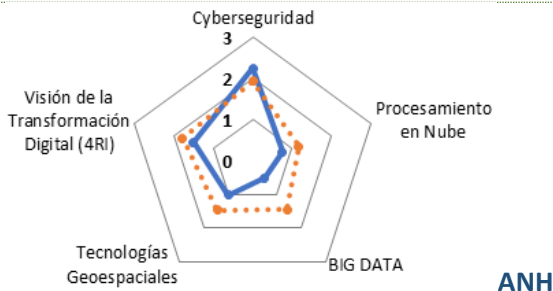 Cyberseguridad
3
2
1
0
Procesamiento
en Nube
BIG DATA
Tecnologías
Geoespaciales
Visión de la
Transformación
Digital (4RI)
ANH